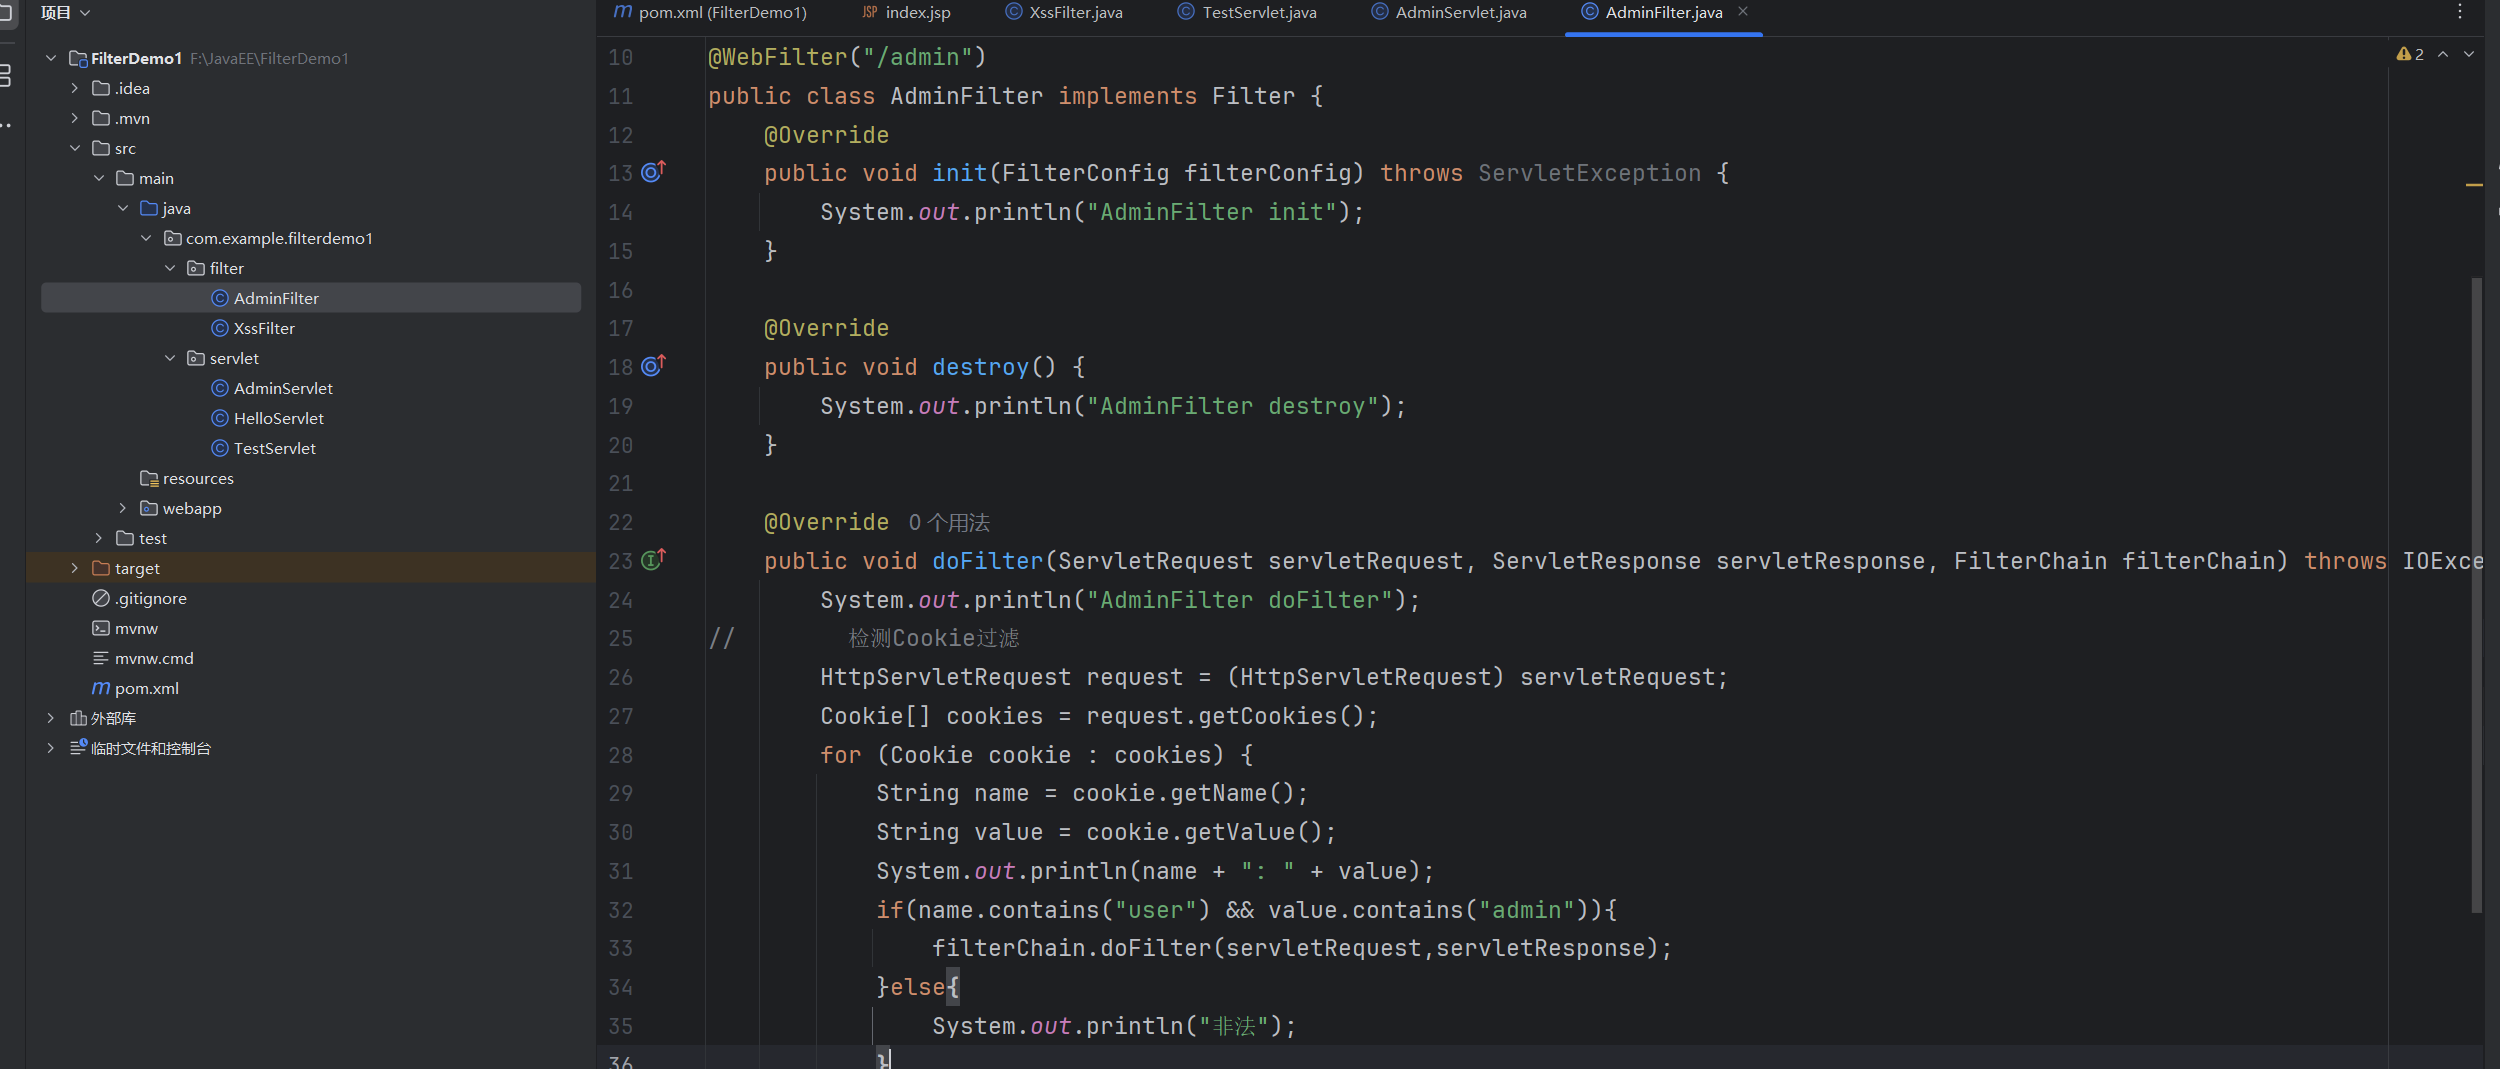 项目
FilterDemo1 F:\JavaEE\FilterDemo1
.idea
.mvn
src
main
java
com.example.filterdemo1
filter
AdminFilter
XssFilter
servlet
AdminServlet
HelloServlet
TestServlet
resources
webapp
test
target
.gitignore
mvnw
mvnw.cmd
pom.xml
外部库
临时文件和控制台
pom.xml (FilterDemo1) index.jsp XssFilter.java TestServlet.java AdminServlet.java AdminFilter.java
2
10 @WebFilter("/admin")
11 public class AdminFilter implements Filter {
12 @Override
13 public void init(FilterConfig filterConfig) throws ServletException {
14 System.out.println("AdminFilter init");
15 }
16
17 @Override
18 public void destroy() {
19 System.out.println("AdminFilter destroy");
20 }
21
22 @Override 0 个用法
23 public void doFilter(ServletRequest servletRequest, ServletResponse servletResponse, FilterChain filterChain) throws IOExce
24 System.out.println("AdminFilter doFilter");
25 // 检测Cookie过滤
26 HttpServletRequest request = (HttpServletRequest) servletRequest;
27 Cookie[] cookies = request.getCookies();
28 for (Cookie cookie : cookies) {
29 String name = cookie.getName();
30 String value = cookie.getValue();
31 System.out.println(name + ": " + value);
32 if(name.contains("user") && value.contains("admin")){
33 filterChain.doFilter(servletRequest,servletResponse);
34 }else{
35 System.out.println("非法");
36 }